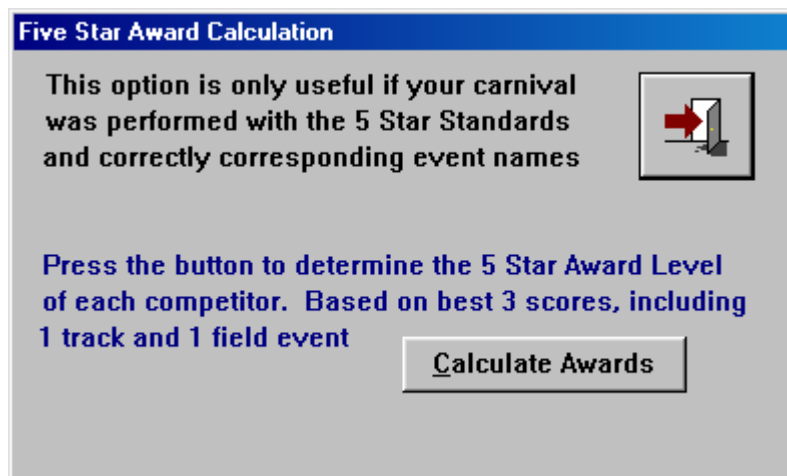 Five Star Award Calculation
This option is only useful if your carnival
was performed with the 5 Star Standards
and correctly corresponding event names
Press the button to determine the 5 Star Award Level
of each competitor.  Based on best 3 scores, including
1 track and 1 field event
Calculate Awards